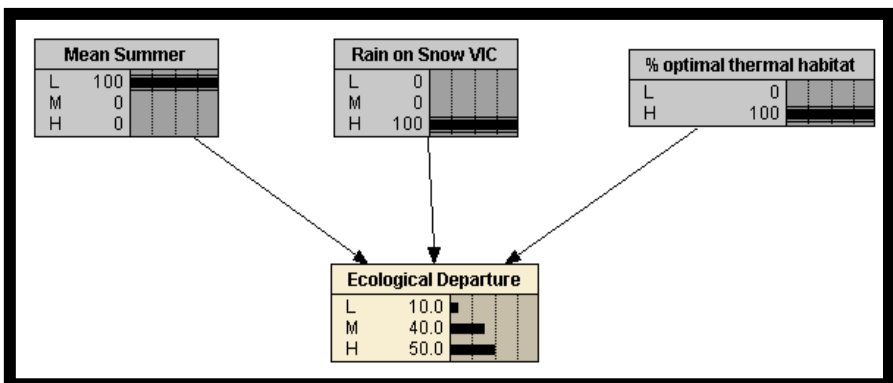 Mean Summer
L 100
M 0
H 0
Rain on Snow VIC
L 0
M 0
H 100
% optimal thermal habitat
L 0
H 100
Ecological Departure
L 10.0
M 40.0
H 50.0